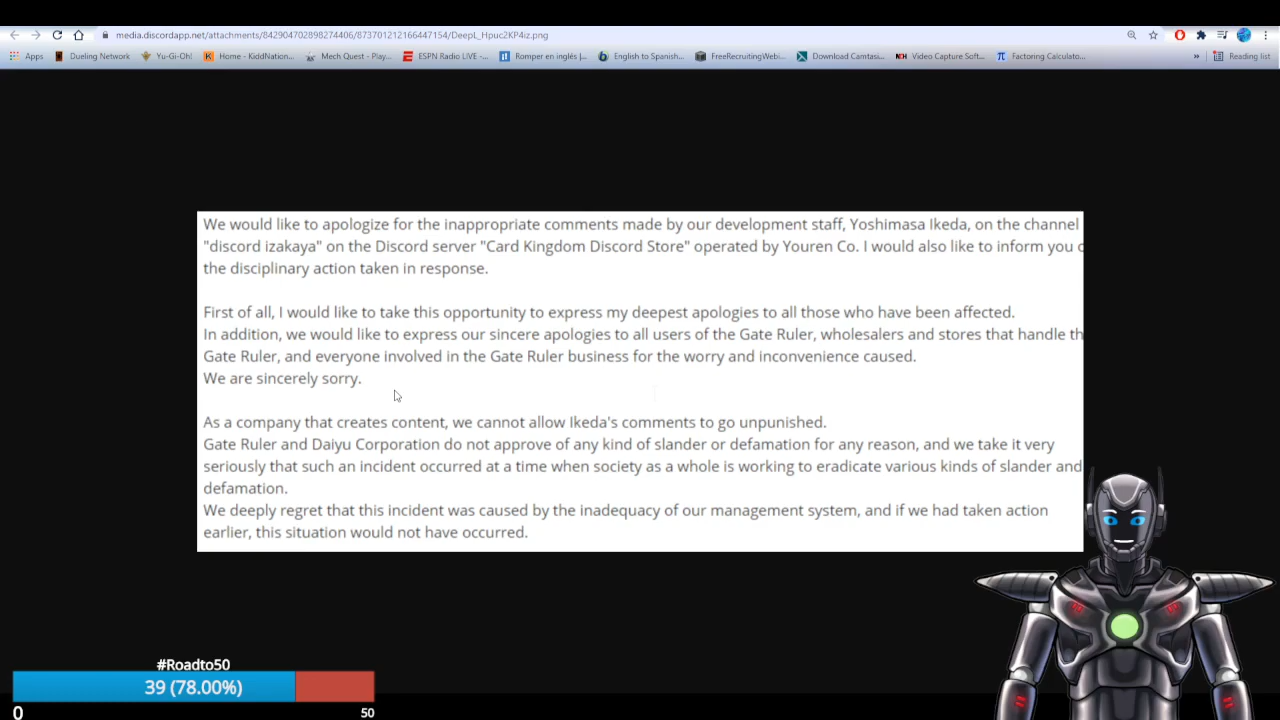 media.discordapp.net/attachments/842904702898274406/873701212166447154/DeepL_Hpuc2KP4iz.png
Apps Dueling Network Yu-Gi-Oh! Home - KiddNation... Mech Quest - Play... ESPN Radio LIVE -... Romper en inglés |... English to Spanish... FreeRecruitingWebi... Download Camtasi... Video Capture Soft... Factoring Calculato... » Reading list
We would like to apologize for the inappropriate comments made by our development staff, Yoshimasa Ikeda, on the channel
"discord izakaya" on the Discord server "Card Kingdom Discord Store" operated by Youren Co. I would also like to inform you
the disciplinary action taken in response.
First of all, I would like to take this opportunity to express my deepest apologies to all those who have been affected.
In addition, we would like to express our sincere apologies to all users of the Gate Ruler, wholesalers and stores that handle th
Gate Ruler, and everyone involved in the Gate Ruler business for the worry and inconvenience caused.
We are sincerely sorry.
As a company that creates content, we cannot allow Ikeda's comments to go unpunished.
Gate Ruler and Daiyu Corporation do not approve of any kind of slander or defamation for any reason, and we take it very
seriously that such an incident occurred at a time when society as a whole is working to eradicate various kinds of slander and
defamation.
We deeply regret that this incident was caused by the inadequacy of our management system, and if we had taken action
earlier, this situation would not have occurred.
#Roadto50
39 (78.00%)
0 50